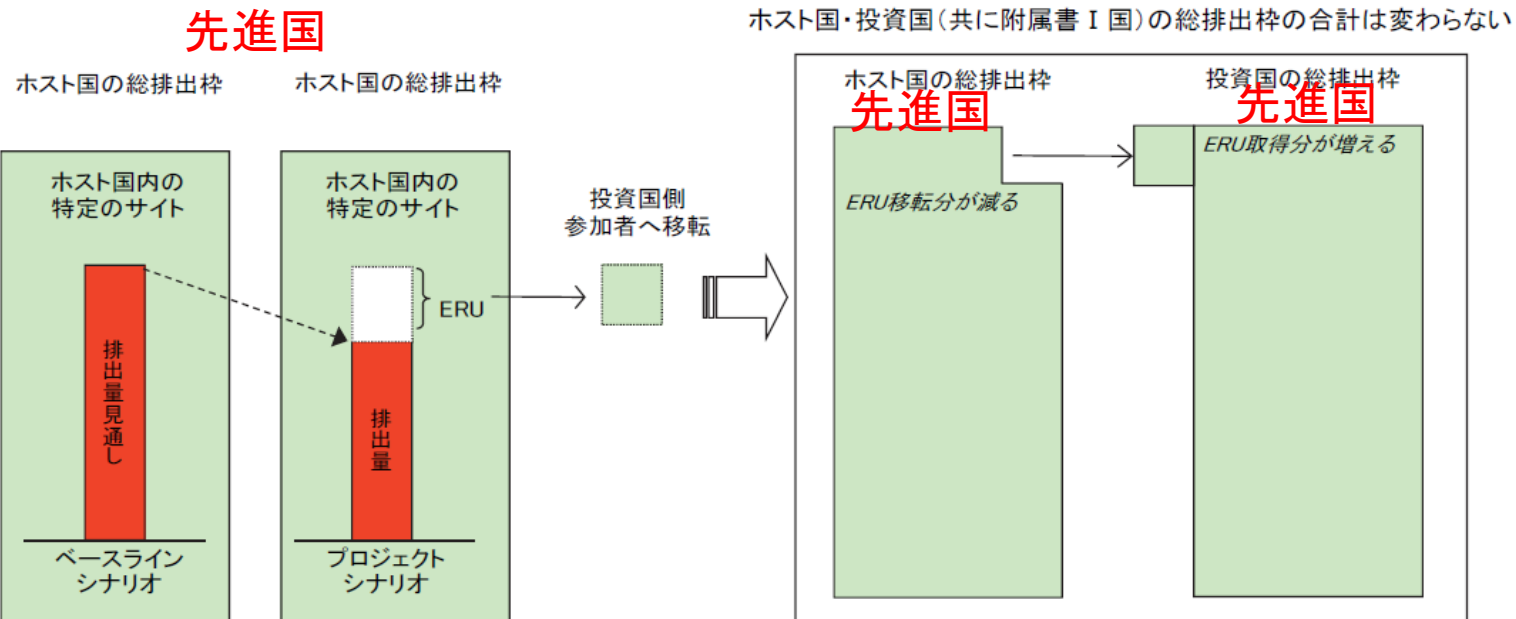 先進国
ホスト国の総排出枠
ホスト国の総排出枠
ホスト国内の
特定のサイト
排出量見通し
ベースライン
シナリオ
ホスト国内の
特定のサイト
ERU
排出量
プロジェクト
シナリオ
投資国側
参加者へ移転
ホスト国・投資国(共に附属書Ⅰ国)の総排出枠の合計は変わらない
ホスト国の総排出枠
先進国
ERU移転分が減る
投資国の総排出枠
先進国
ERU取得分が増える